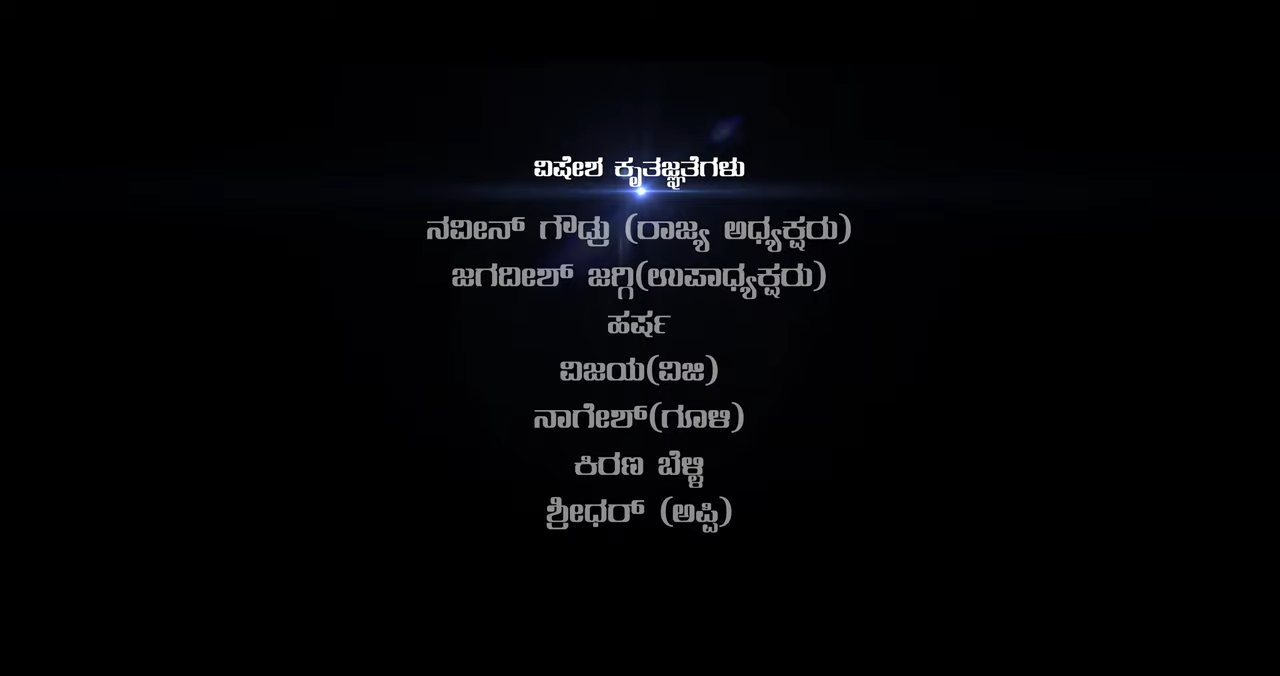 ವಿಷೇಶ ಕೃತಜ್ಞತೆಗಳು
ನವೀನ್ ಗೌಡ್ರು (ರಾಜ್ಯ ಅಧ್ಯಕ್ಷರು)
ಜಗದೀಶ್ ಜಗ್ಗಿ(ಉಪಾಧ್ಯಕ್ಷರು)
ಹರ್ಷ
ವಿಜಯ(ವಿಜಿ)
ನಾಗೇಶ್(ಗೂಳಿ)
ಕಿರಣ ಬೆಳ್ಳಿ
ಶ್ರೀಧರ್ (ಅಪ್ಪಿ)